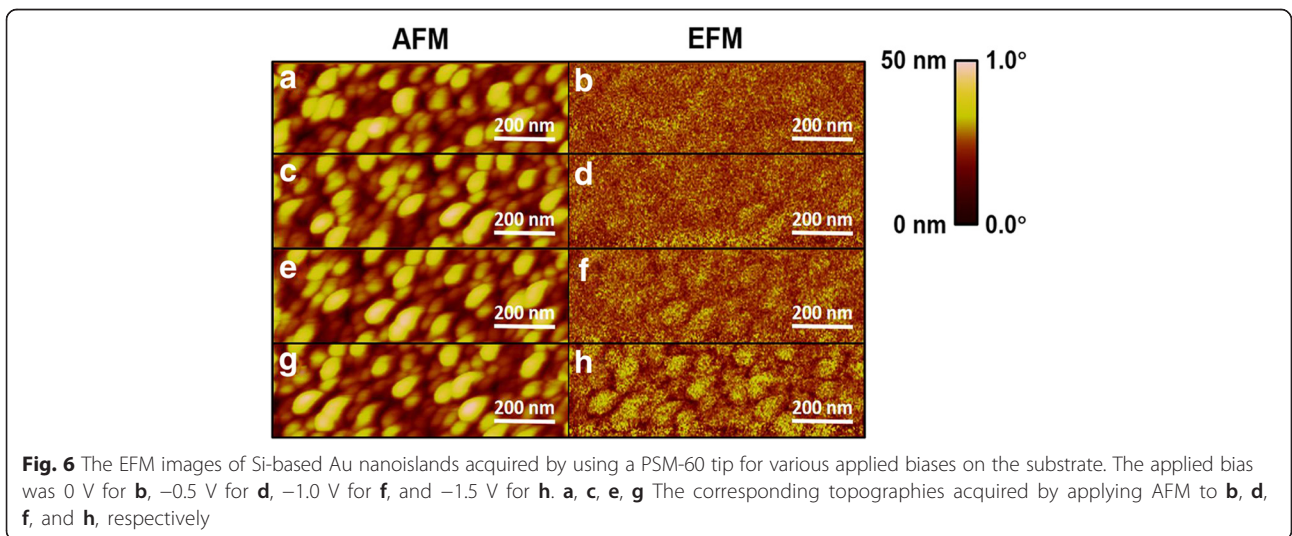 AFM EFM
50 nm 1.0°
0 nm 0.0°
a 200 nm b 200 nm
c 200 nm d 200 nm
e 200 nm f 200 nm
g 200 nm h 200 nm
Fig. 6 The EFM images of Si-based Au nanoislands acquired by using a PSM-60 tip for various applied biases on the substrate. The applied bias
was 0 V for b, −0.5 V for d, −1.0 V for f, and −1.5 V for h. a, c, e, g The corresponding topographies acquired by applying AFM to b, d,
f, and h, respectively